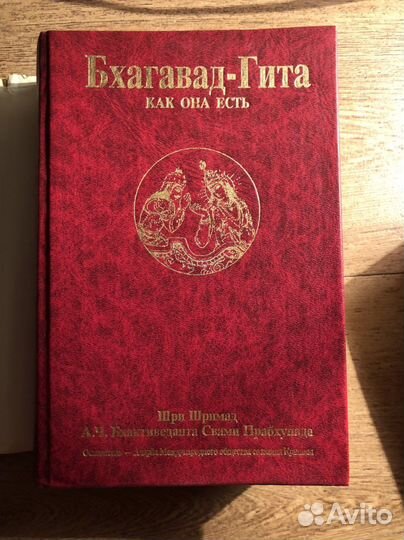 Бхагавад-Гита
КАК ОНА ЕСТЬ
Шри Шримад
А.Ч. Бхактиведанта Свами Прабхупада
Основатель — Ачарья Международного общества сознания Кришны
Avito